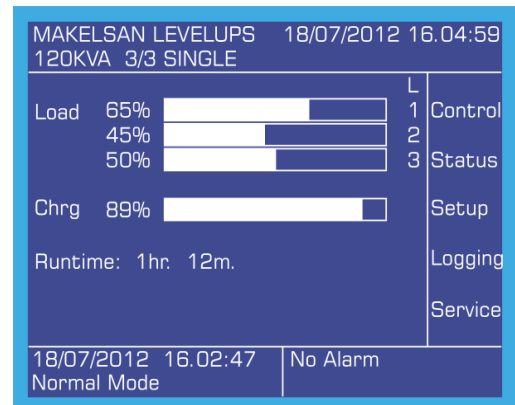 MAKELSAN LEVELUPS 18/07/2012 16.04:59
120KVA 3/3 SINGLE
L
Load 65% 1 Control
45% 2
50% 3 Status
Chrg 89% Setup
Runtime: 1hr. 12m. Logging
Service
18/07/2012 16.02:47 No Alarm
Normal Mode